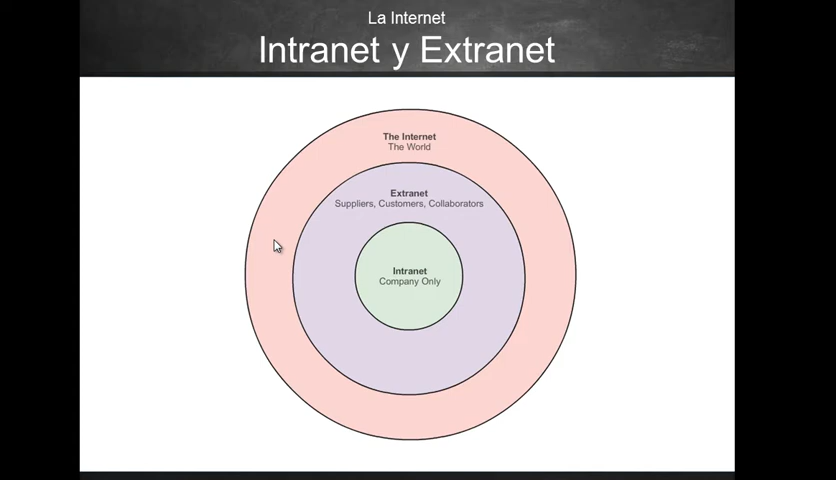 La Internet
Intranet y Extranet
The Internet
The World
Extranet
Suppliers, Customers, Collaborators
Intranet
Company Only